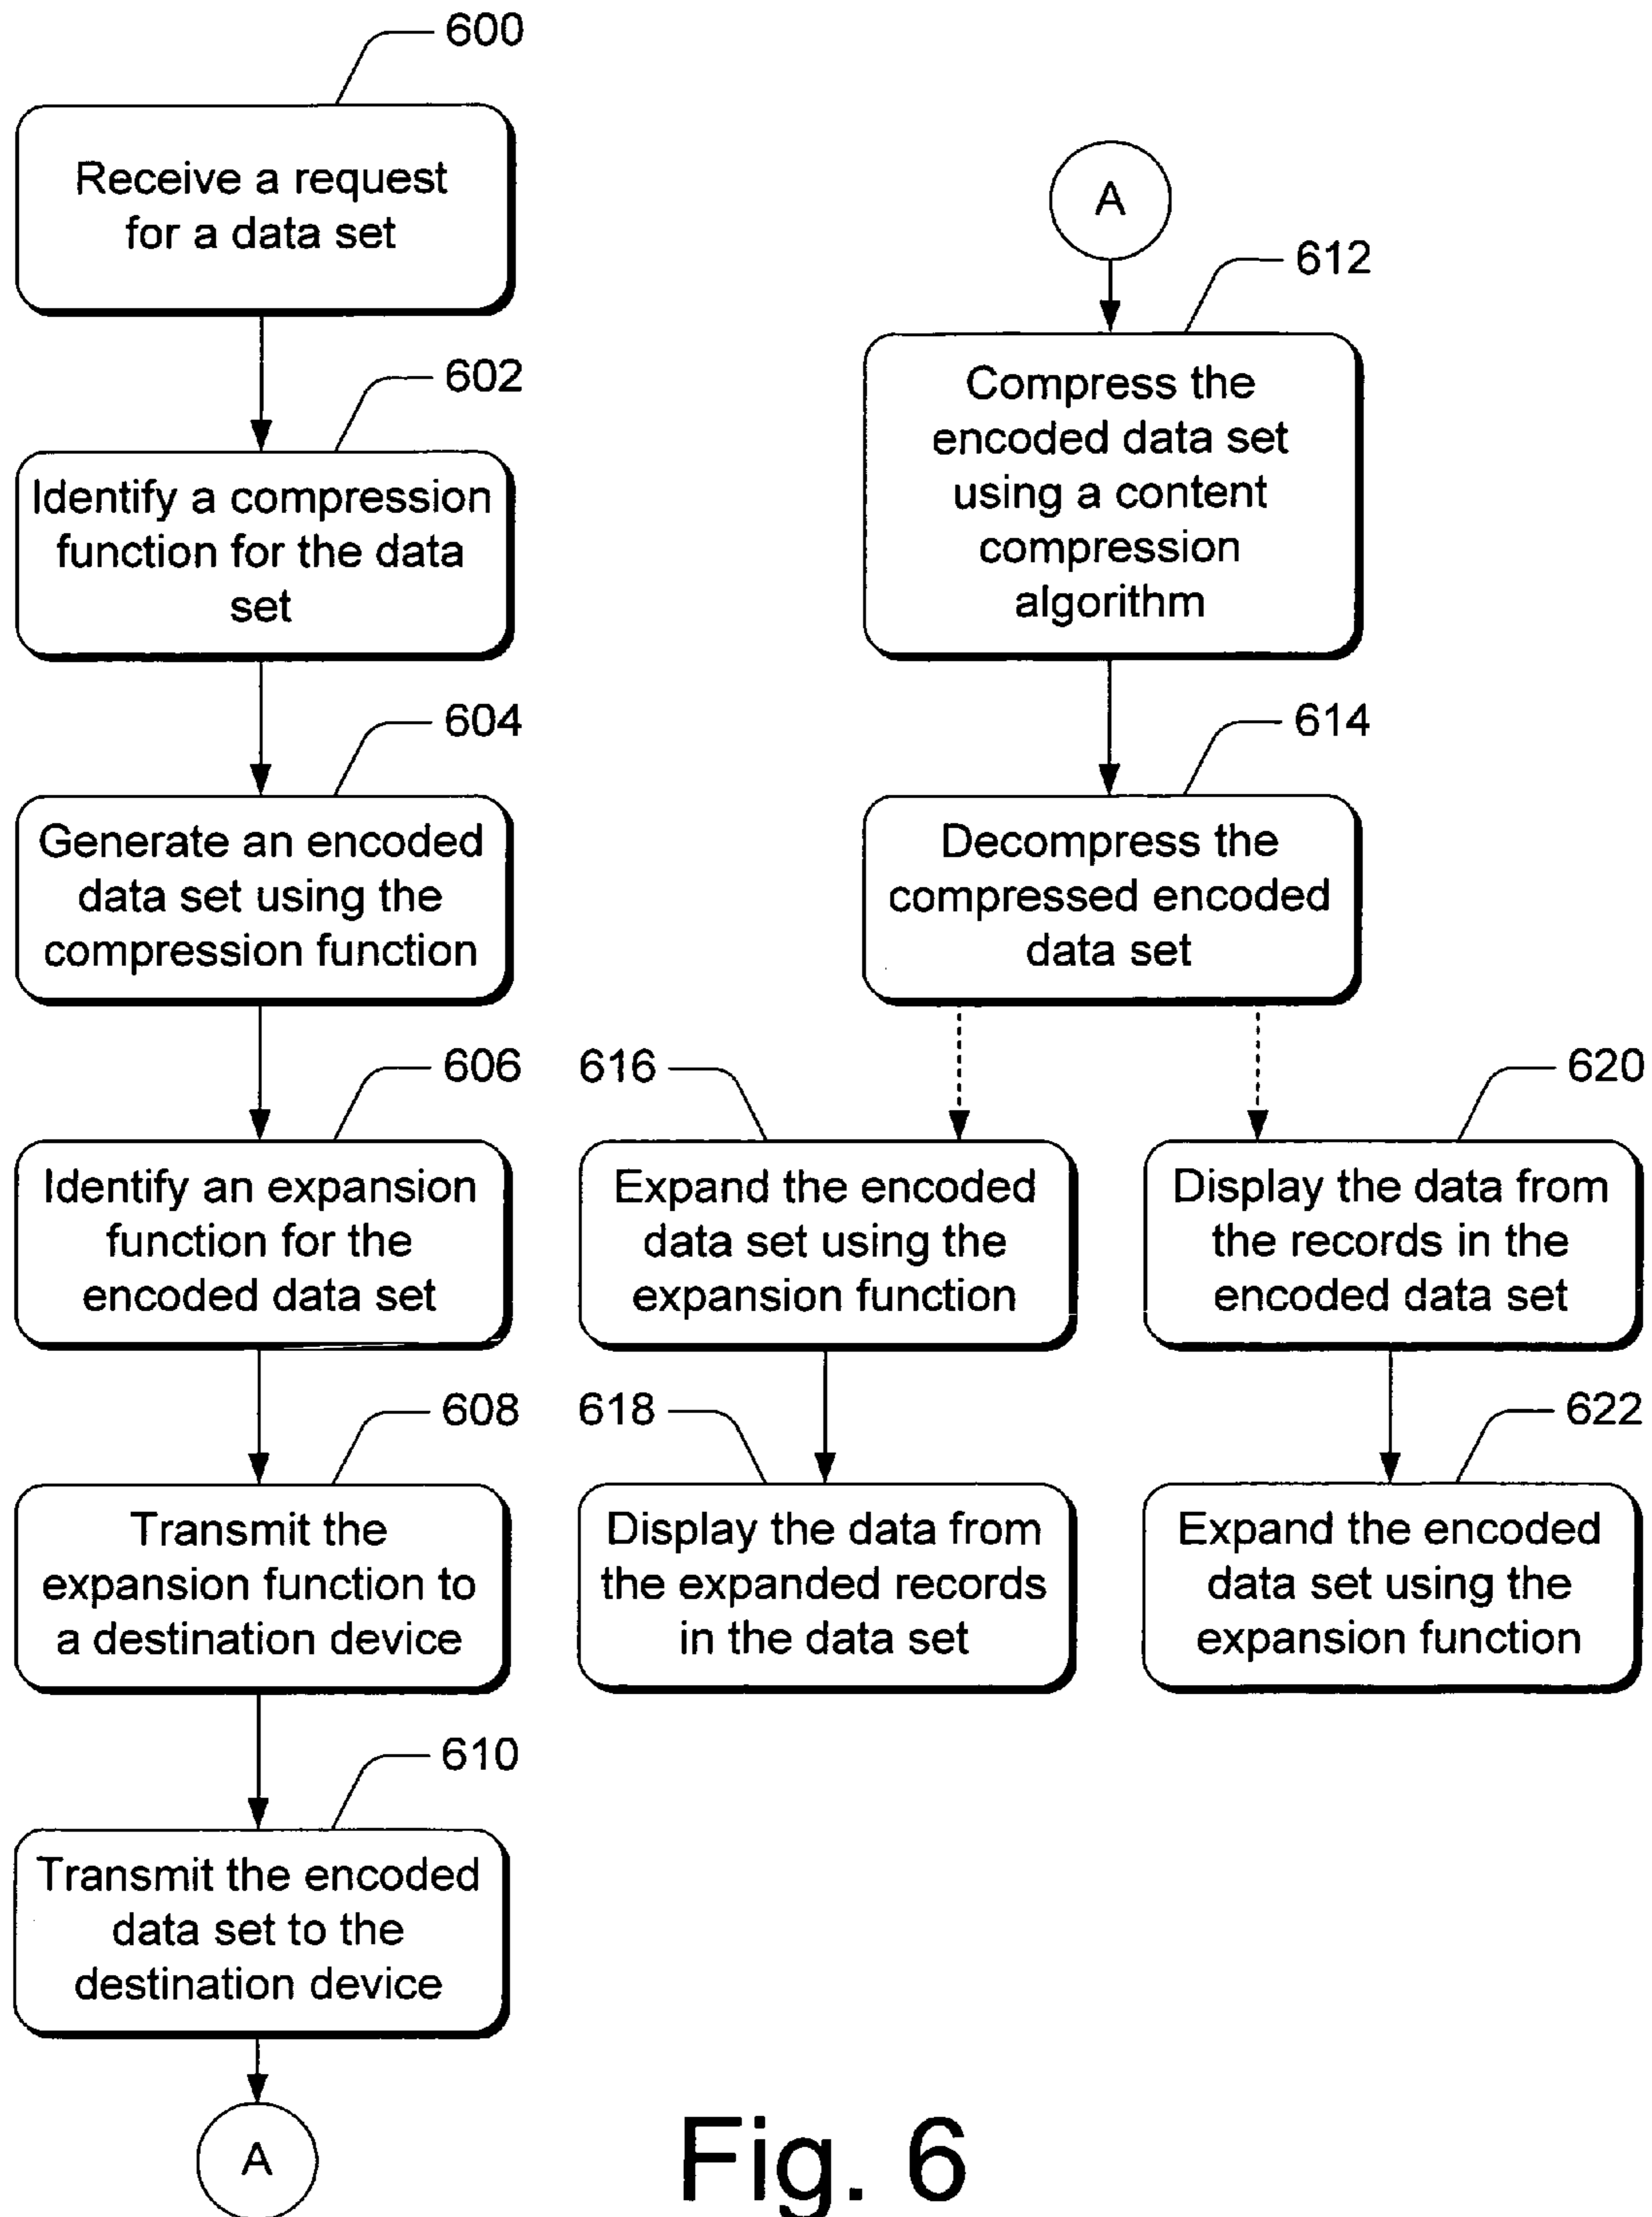 600
Receive a request
for a data set
602
Identify a compression
function for the data
set
604
Generate an encoded
data set using the
compression function
606
Identify an expansion
function for the
encoded data set
608
Transmit the
expansion function to
a destination device
610
Transmit the encoded
data set to the
destination device
A
A
612
Compress the
encoded data set
using a content
compression
algorithm
614
Decompress the
compressed encoded
data set
616
Expand the encoded
data set using the
expansion function
618
Display the data from
the expanded records
in the data set
620
Display the data from
the records in the
encoded data set
622
Expand the encoded
data set using the
expansion function
Fig. 6